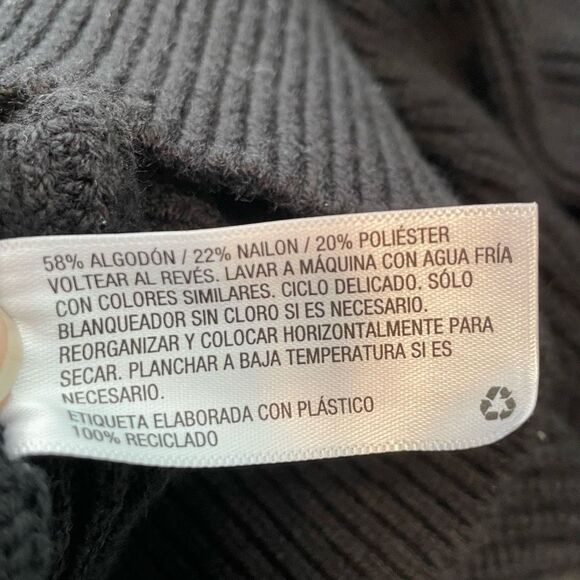 58% ALGODÓN / 22% NAILON / 20% POLIÉSTER
VOLTEAR AL REVÉS. LAVAR A MÁQUINA CON AGUA FRÍA
CON COLORES SIMILARES. CICLO DELICADO. SÓLO
BLANQUEADOR SIN CLORO SI ES NECESARIO.
REORGANIZAR Y COLOCAR HORIZONTALMENTE PARA
SECAR. PLANCHAR A BAJA TEMPERATURA SI ES
NECESARIO.
ETIQUETA ELABORADA CON PLÁSTICO
100% RECICLADO